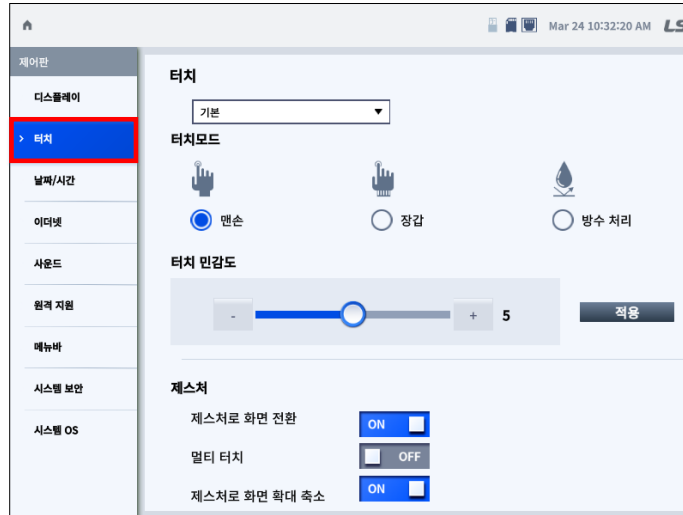 Mar 24 10:32:20 AM LS
제어판
디스플레이
> 터치
날짜/시간
이더넷
사운드
원격 지원
메뉴바
시스템 보안
시스템 OS
터치
기본
터치모드
맨손
장갑
방수 처리
터치 민감도
- + 5
적용
제스처
제스처로 화면 전환 ON
멀티 터치 OFF
제스처로 화면 확대 축소 ON